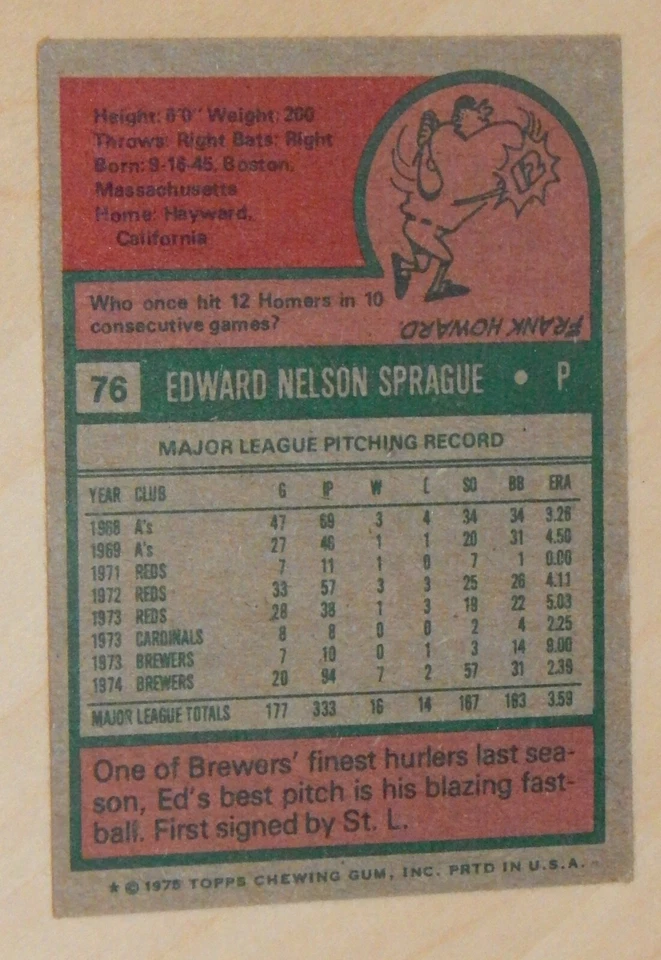 Height: 6'0" Weight: 200
Throws: Right Bats: Right
Born: 9-16-45, Boston,
Massachusetts
Home: Hayward,
California
12
Who once hit 12 Homers in 10
consecutive games?
FRANK HOWARD.
76 EDWARD NELSON SPRAGUE • P
MAJOR LEAGUE PITCHING RECORD
YEAR CLUB G IP W L SO BB ERA
1968 A's 47 69 3 4 34 34 3.26
1969 A's 27 46 1 1 20 31 4.50
1971 REDS 7 11 1 0 7 1 0.00
1972 REDS 33 57 3 3 25 26 4.11
1973 REDS 28 38 1 3 19 22 5.03
1973 CARDINALS 8 8 0 0 2 4 2.25
1973 BREWERS 7 10 0 1 3 14 9.00
1974 BREWERS 20 94 7 2 57 31 2.39
MAJOR LEAGUE TOTALS 177 333 16 14 167 163 3.59
One of Brewers' finest hurlers last sea-
son, Ed's best pitch is his blazing fast-
ball. First signed by St. L.
★ © 1975 TOPPS CHEWING GUM, INC. PRTD IN U.S.A.